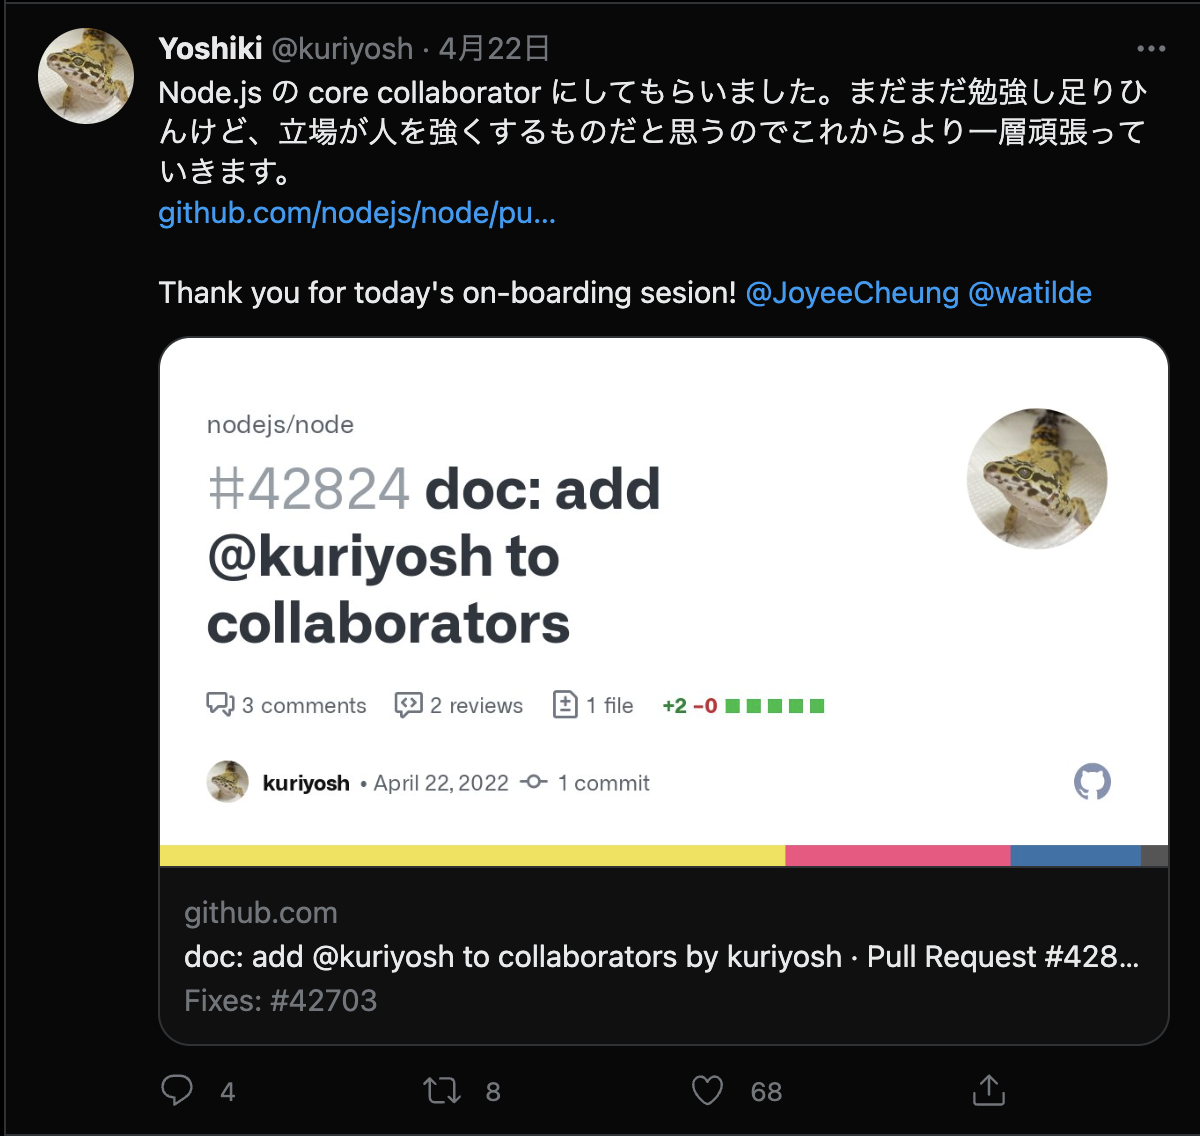 Yoshiki @kuriyosh · 4月22日
Node.js の core collaborator にしてもらいました。まだまだ勉強し足りひ
んけど、立場が人を強くするものだと思うのでこれからより一層頑張って
いきます。
github.com/nodejs/node/pu...
Thank you for today's on-boarding sesion! @JoyeeCheung @watilde
nodejs/node
#42824 doc: add
@kuriyosh to
collaborators
3 comments 2 reviews 1 file +2 −0
kuriyosh • April 22, 2022 1 commit
github.com
doc: add @kuriyosh to collaborators by kuriyosh · Pull Request #428...
Fixes: #42703
4 8 68